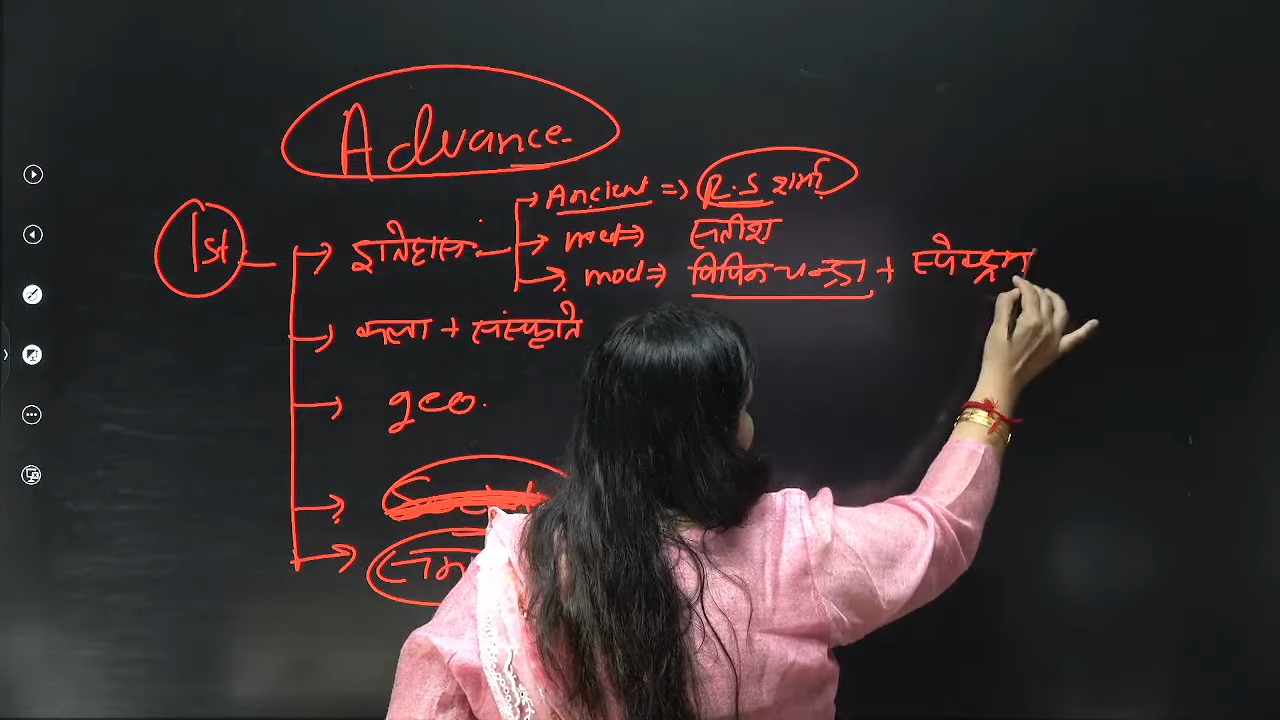 Advance
1st
इतिहास
Ancient => R.S शर्मा
med => सतीश
mod => बिपिन चन्द्रा + स्पेक्ट्रम
कला + संस्कृति
geo.